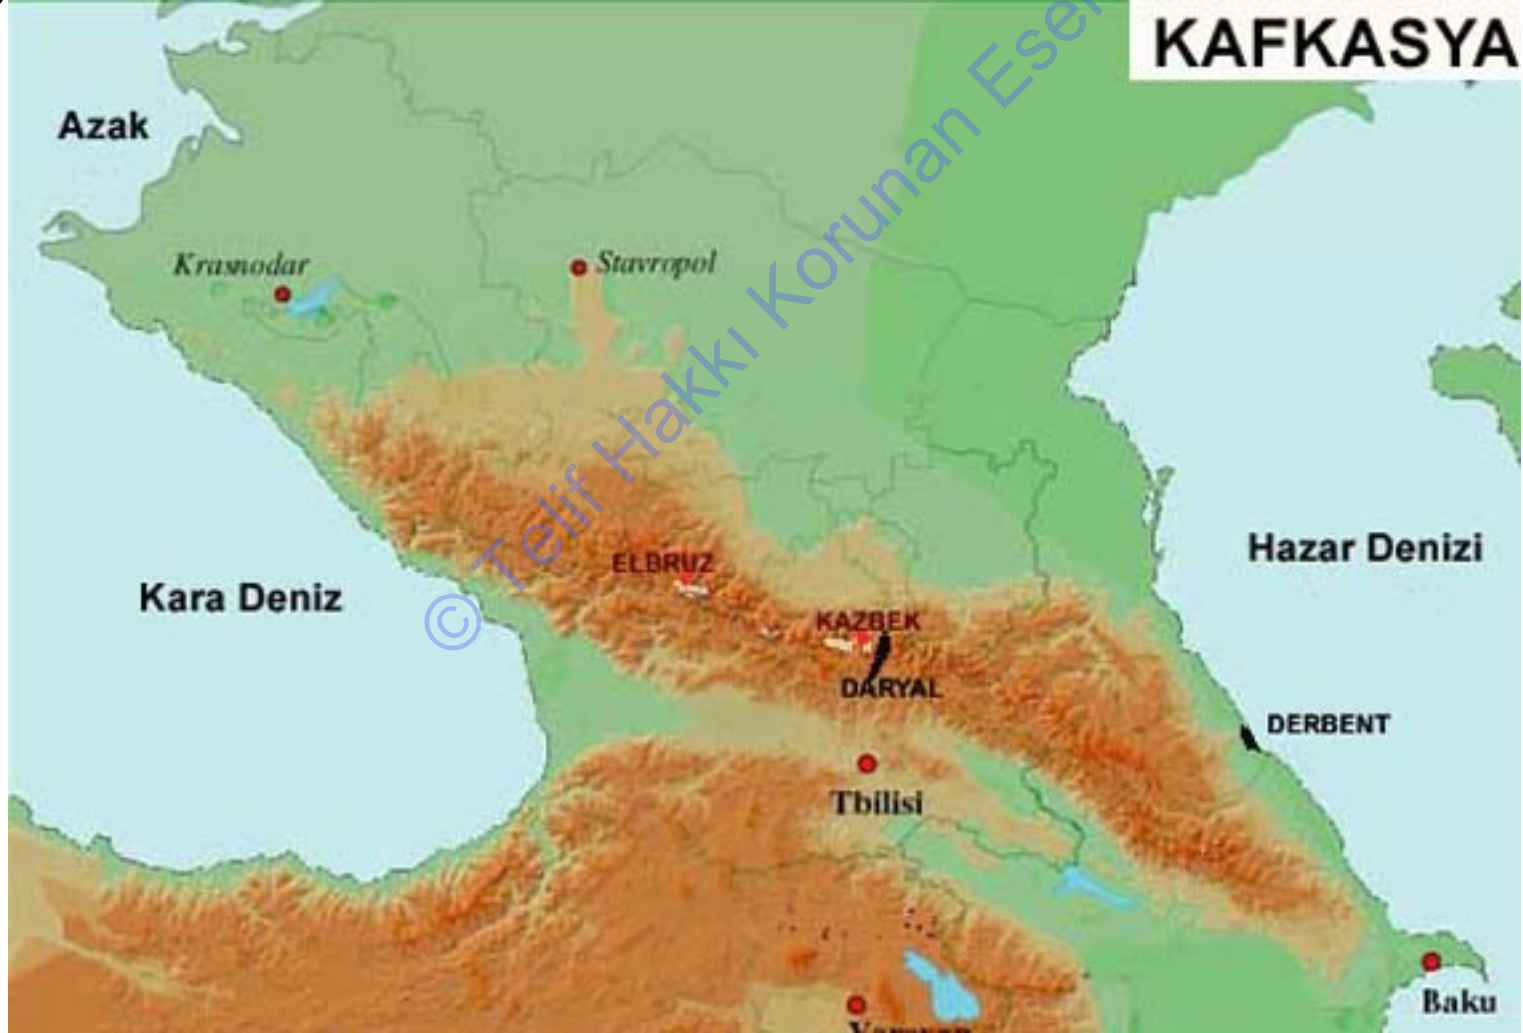 KAFKASYA
Azak
Krasnodar
Stavropol
© Telif Hakkı Korunan Eser
Hazar Denizi
ELBRUZ
Kara Deniz
KAZBEK
DARYAL
DERBENT
Tbilisi
Baku